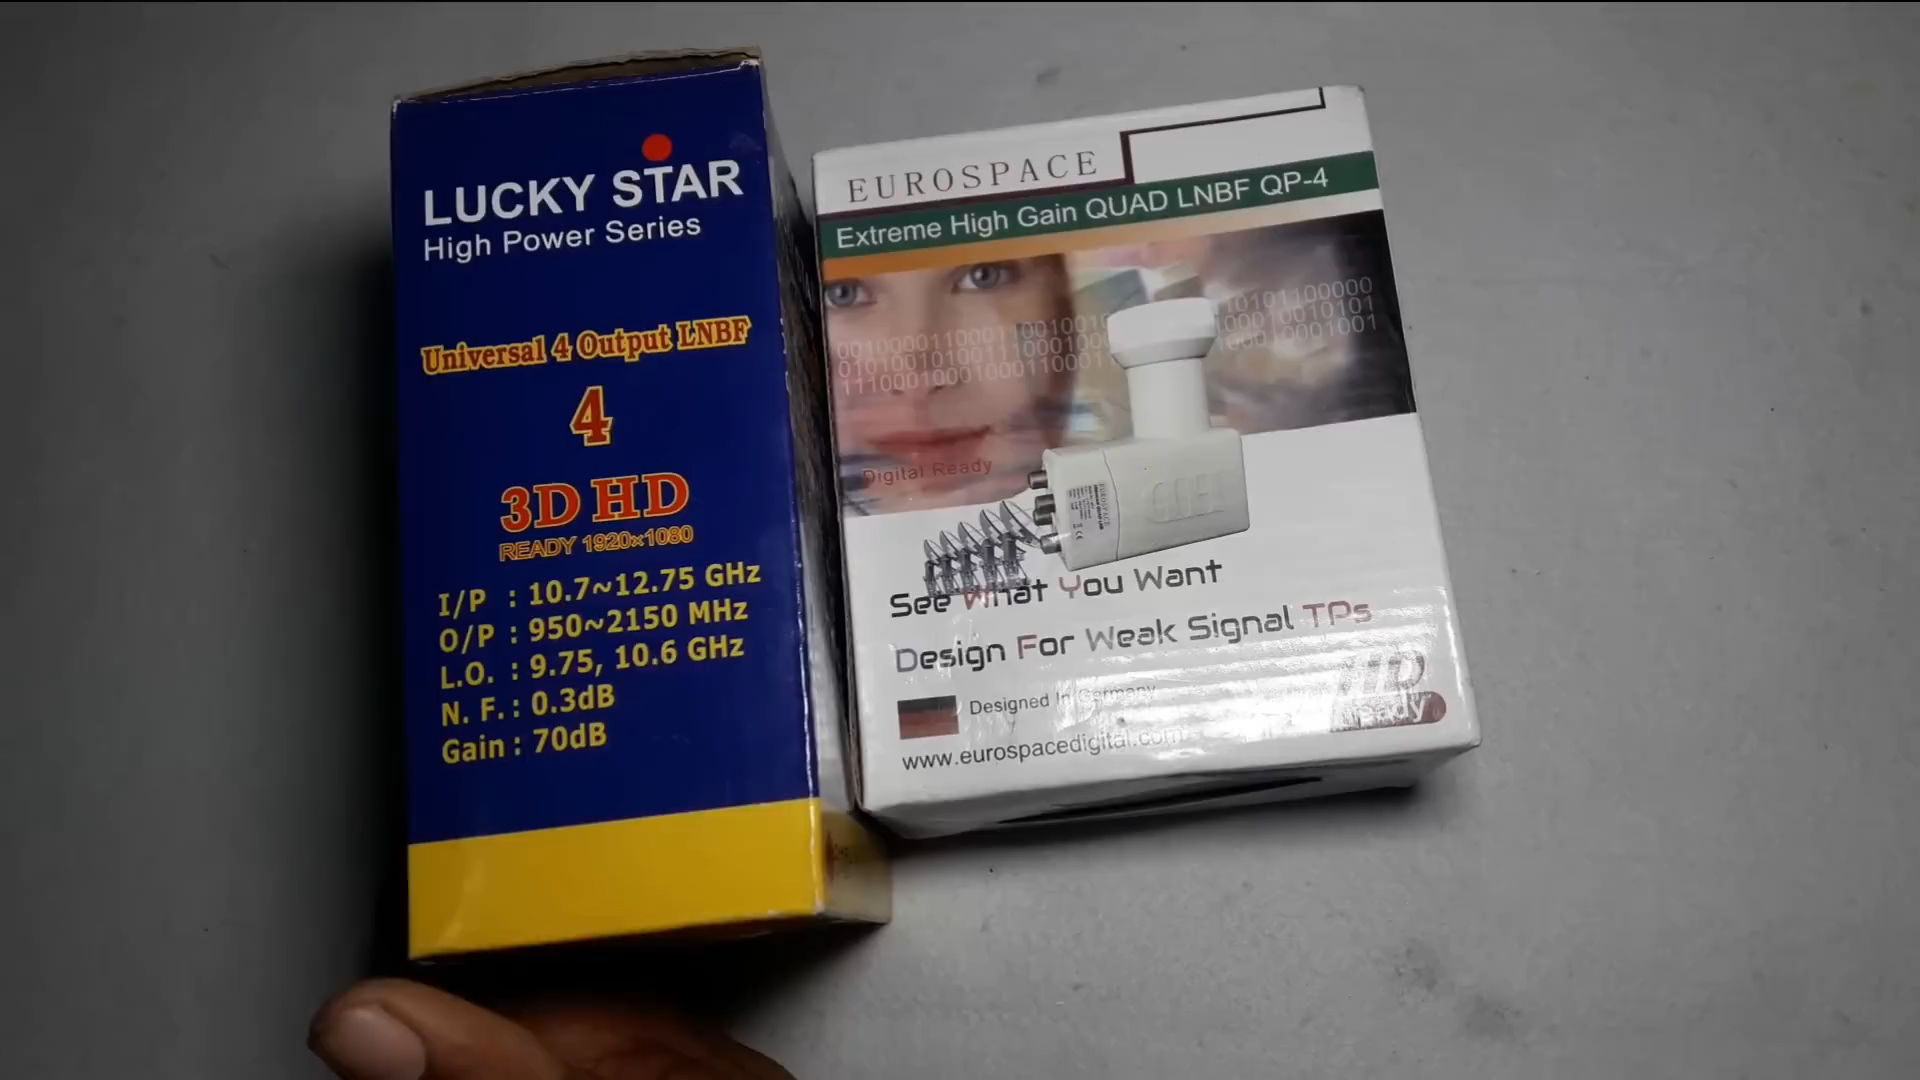 LUCKY STAR
High Power Series
Universal 4 Output LNBF
4
3D HD
READY 1920×1080
I/P : 10.7~12.75 GHz
O/P : 950~2150 MHz
L.O. : 9.75, 10.6 GHz
N. F. : 0.3dB
Gain : 70dB
EUROSPACE
Extreme High Gain QUAD LNBF QP-4
Digital Ready
EUROSPACE
See What You Want
Design For Weak Signal TPs
Designed In Germany
HD
Ready
www.eurospacedigital.com